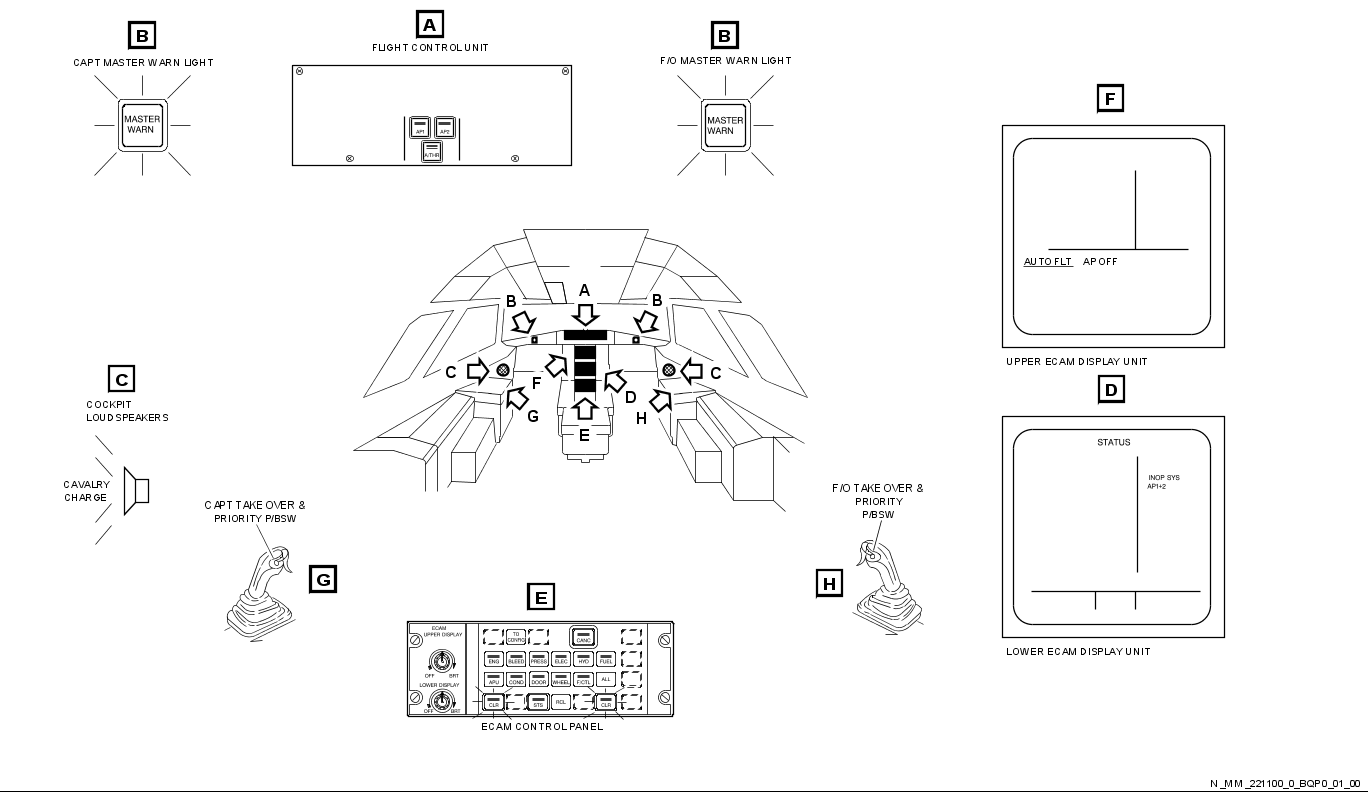 B
CAPT MASTER WARN LIGHT
MASTER
WARN
A
FLIGHT CONTROL UNIT
AP1
AP2
A/THR
B
F/O MASTER WARN LIGHT
MASTER
WARN
F
AUTO FLT AP OFF
UPPER ECAM DISPLAY UNIT
B
A
B
C
C
F
D
G
H
E
C
COCKPIT
LOUDSPEAKERS
CAVALRY
CHARGE
D
STATUS
INOP SYS
AP1+2
LOWER ECAM DISPLAY UNIT
CAPT TAKE OVER &
PRIORITY P/BSW
G
F/O TAKE OVER &
PRIORITY
P/BSW
H
E
ECAM
UPPER DISPLAY
OFF BRT
LOWER DISPLAY
OFF BRT
TO
CONFIG
CANC
ENG BLEED PRESS ELEC HYD FUEL
APU COND DOOR WHEEL F/CTL ALL
CLR STS RCL CLR
ECAM CONTROL PANEL
N_MM_221100_0_BQP0_01_00